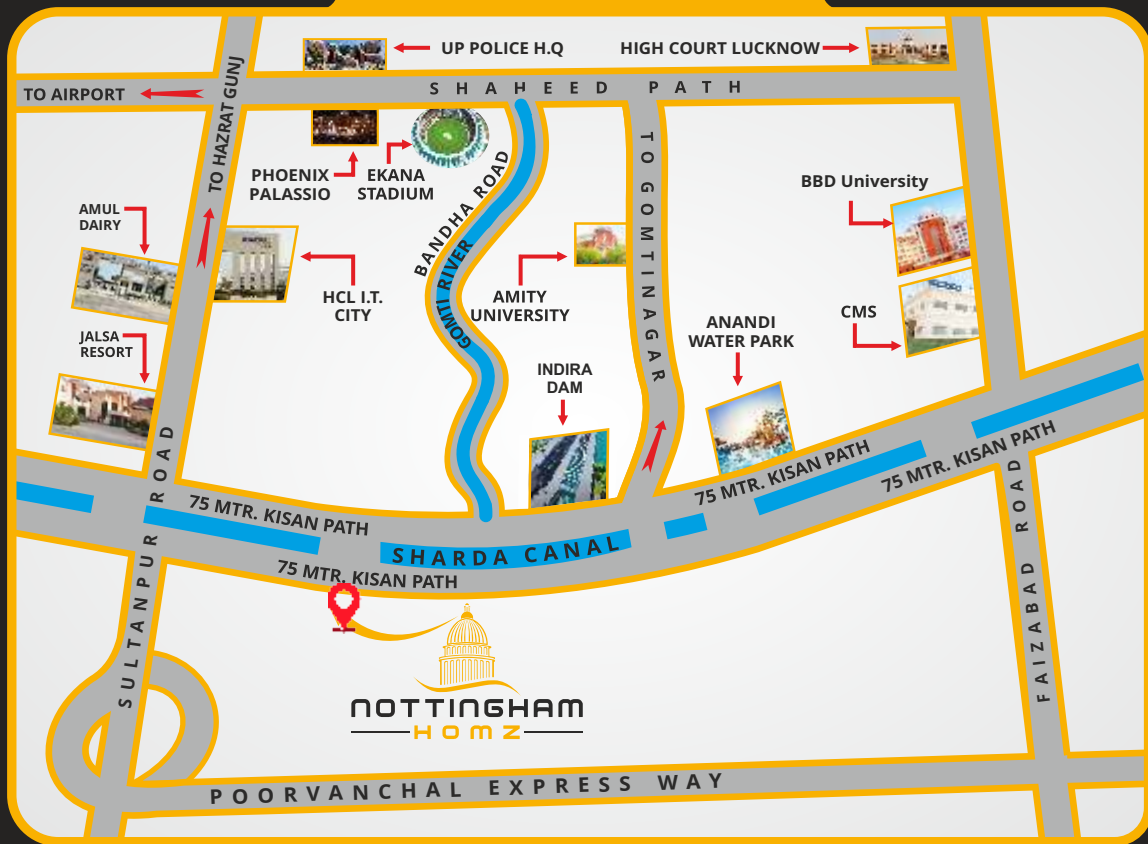 UP POLICE H.Q
HIGH COURT LUCKNOW
TO AIRPORT
SHAHEED PATH
TO HAZRAT GUNJ
PHOENIX
PALASSIO
EKANA
STADIUM
BANDHA ROAD
GOMTI RIVER
TO GOMTINAGAR
BBD University
AMUL
DAIRY
HCL I.T.
CITY
AMITY
UNIVERSITY
CMS
ANANDI
WATER PARK
JALSA
RESORT
INDIRA
DAM
75 MTR. KISAN PATH
75 MTR. KISAN PATH
75 MTR. KISAN PATH
SHARDA CANAL
75 MTR. KISAN PATH
SULTANPUR ROAD
FAIZABAD ROAD
NOTTINGHAM
HOMZ
POORVANCHAL EXPRESS WAY